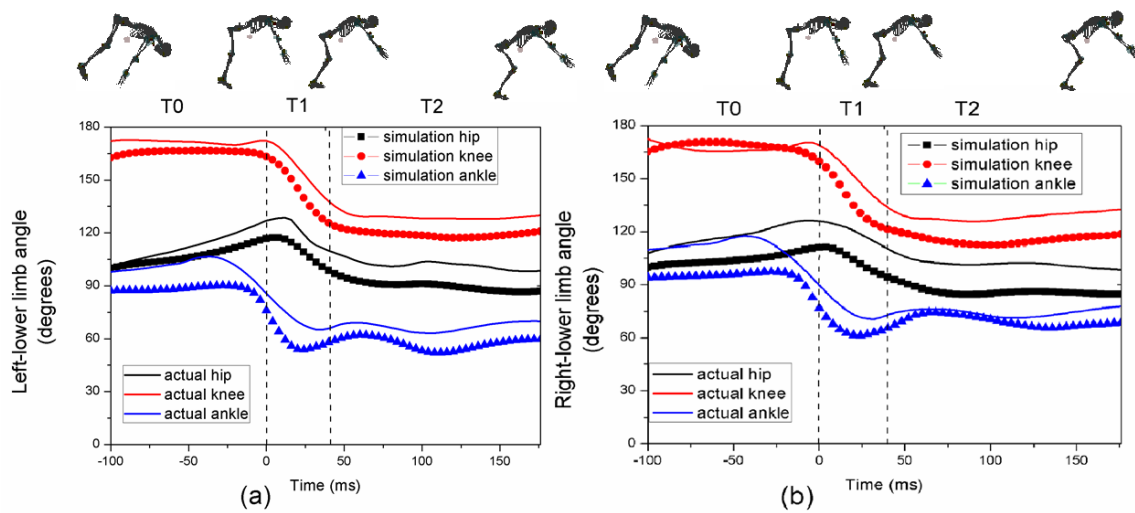 T0 T1 T2
180
150
120
90
60
30
0
Left-lower limb angle
(degrees)
simulation hip
simulation knee
simulation ankle
actual hip
actual knee
actual ankle
-100 -50 0 50 100 150
Time (ms)
(a)
T0 T1 T2
180
150
120
90
60
30
0
Right-lower limb angle
(degrees)
simulation hip
simulation knee
simulation ankle
actual hip
actual knee
actual ankle
-100 -50 0 50 100 150
Time (ms)
(b)